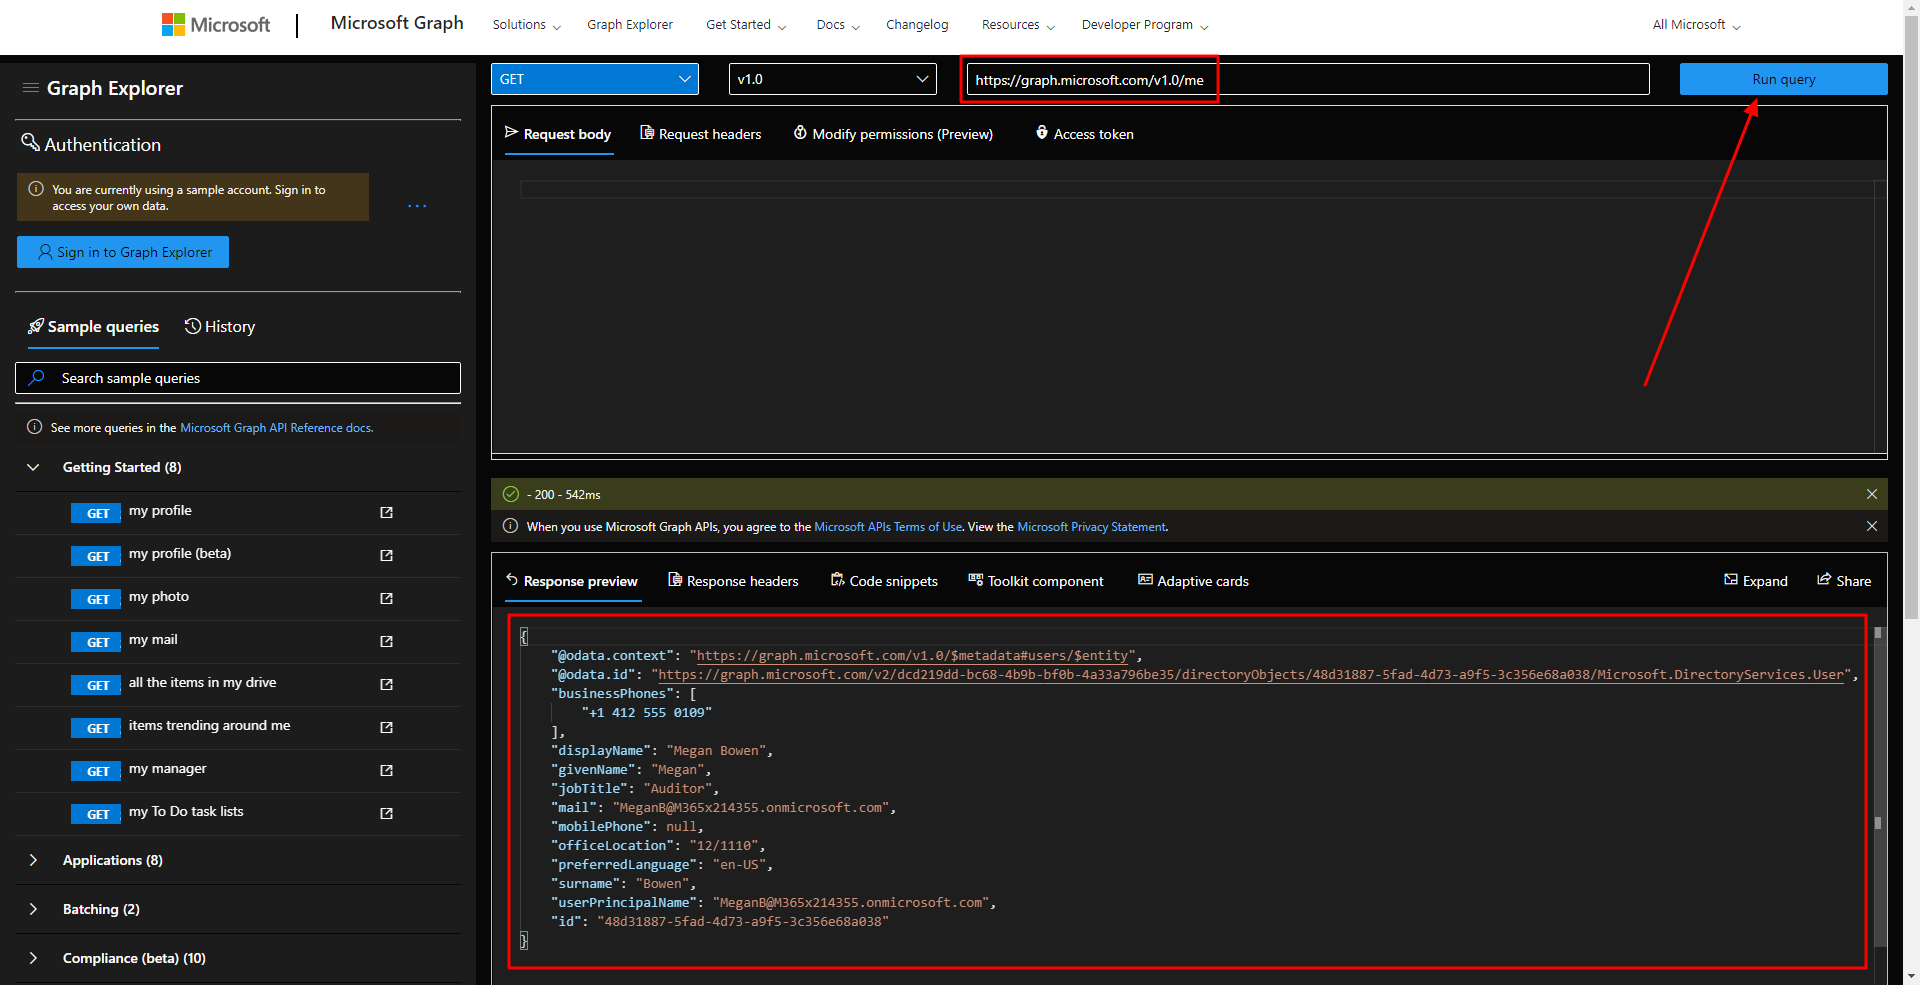 Microsoft | Microsoft Graph Solutions Graph Explorer Get Started Docs Changelog Resources Developer Program All Microsoft
Graph Explorer
Authentication
You are currently using a sample account. Sign in to
access your own data.
...
Sign in to Graph Explorer
Sample queries History
Search sample queries
See more queries in the Microsoft Graph API Reference docs.
Getting Started (8)
GET my profile
GET my profile (beta)
GET my photo
GET my mail
GET all the items in my drive
GET items trending around me
GET my manager
GET my To Do task lists
Applications (8)
Batching (2)
Compliance (beta) (10)
GET v1.0 https://graph.microsoft.com/v1.0/me Run query
Request body Request headers Modify permissions (Preview) Access token
- 200 - 542ms
When you use Microsoft Graph APIs, you agree to the Microsoft APIs Terms of Use. View the Microsoft Privacy Statement.
Response preview Response headers Code snippets Toolkit component Adaptive cards Expand Share
{
"@odata.context": "https://graph.microsoft.com/v1.0/$metadata#users/$entity",
"@odata.id": "https://graph.microsoft.com/v2/dcd219dd-bc68-4b9b-bf0b-4a33a796be35/directoryObjects/48d31887-5fad-4d73-a9f5-3c356e68a038/Microsoft.DirectoryServices.User",
"businessPhones": [
"+1 412 555 0109"
],
"displayName": "Megan Bowen",
"givenName": "Megan",
"jobTitle": "Auditor",
"mail": "MeganB@M365x214355.onmicrosoft.com",
"mobilePhone": null,
"officeLocation": "12/1110",
"preferredLanguage": "en-US",
"surname": "Bowen",
"userPrincipalName": "MeganB@M365x214355.onmicrosoft.com",
"id": "48d31887-5fad-4d73-a9f5-3c356e68a038"
}